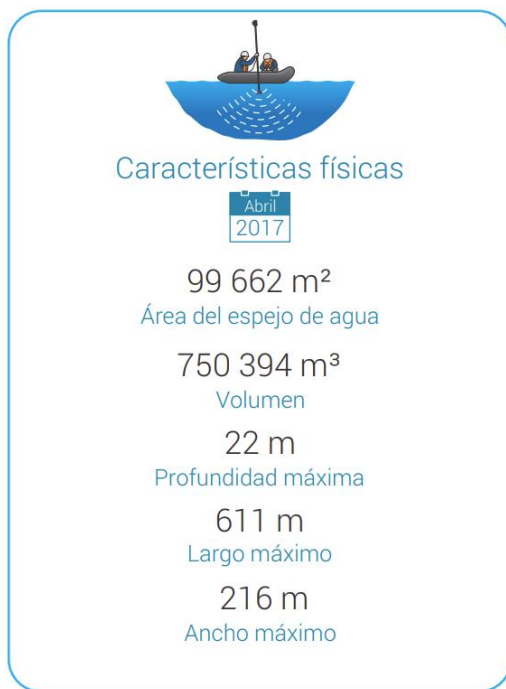 Características físicas
Abril
2017
99 662 m²
Área del espejo de agua
750 394 m³
Volumen
22 m
Profundidad máxima
611 m
Largo máximo
216 m
Ancho máximo